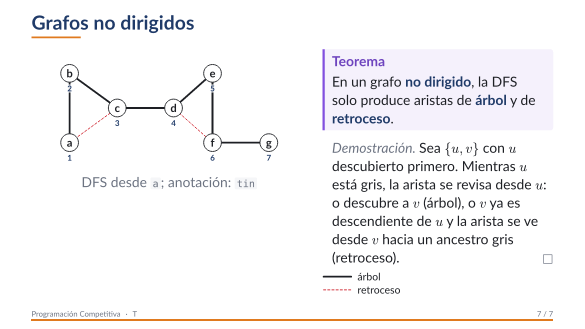 Grafos no dirigidos
b
2
e
5
c
3
d
4
a
1
f
6
g
7
DFS desde a; anotación: tin
Teorema
En un grafo no dirigido, la DFS
solo produce aristas de árbol y de
retroceso.
Demostración. Sea {u, v} con u
descubierto primero. Mientras u
está gris, la arista se revisa desde u:
o descubre a v (árbol), o v ya es
descendiente de u y la arista se ve
desde v hacia un ancestro gris
(retroceso). □
árbol
retroceso
Programación Competitiva · T
7 / 7